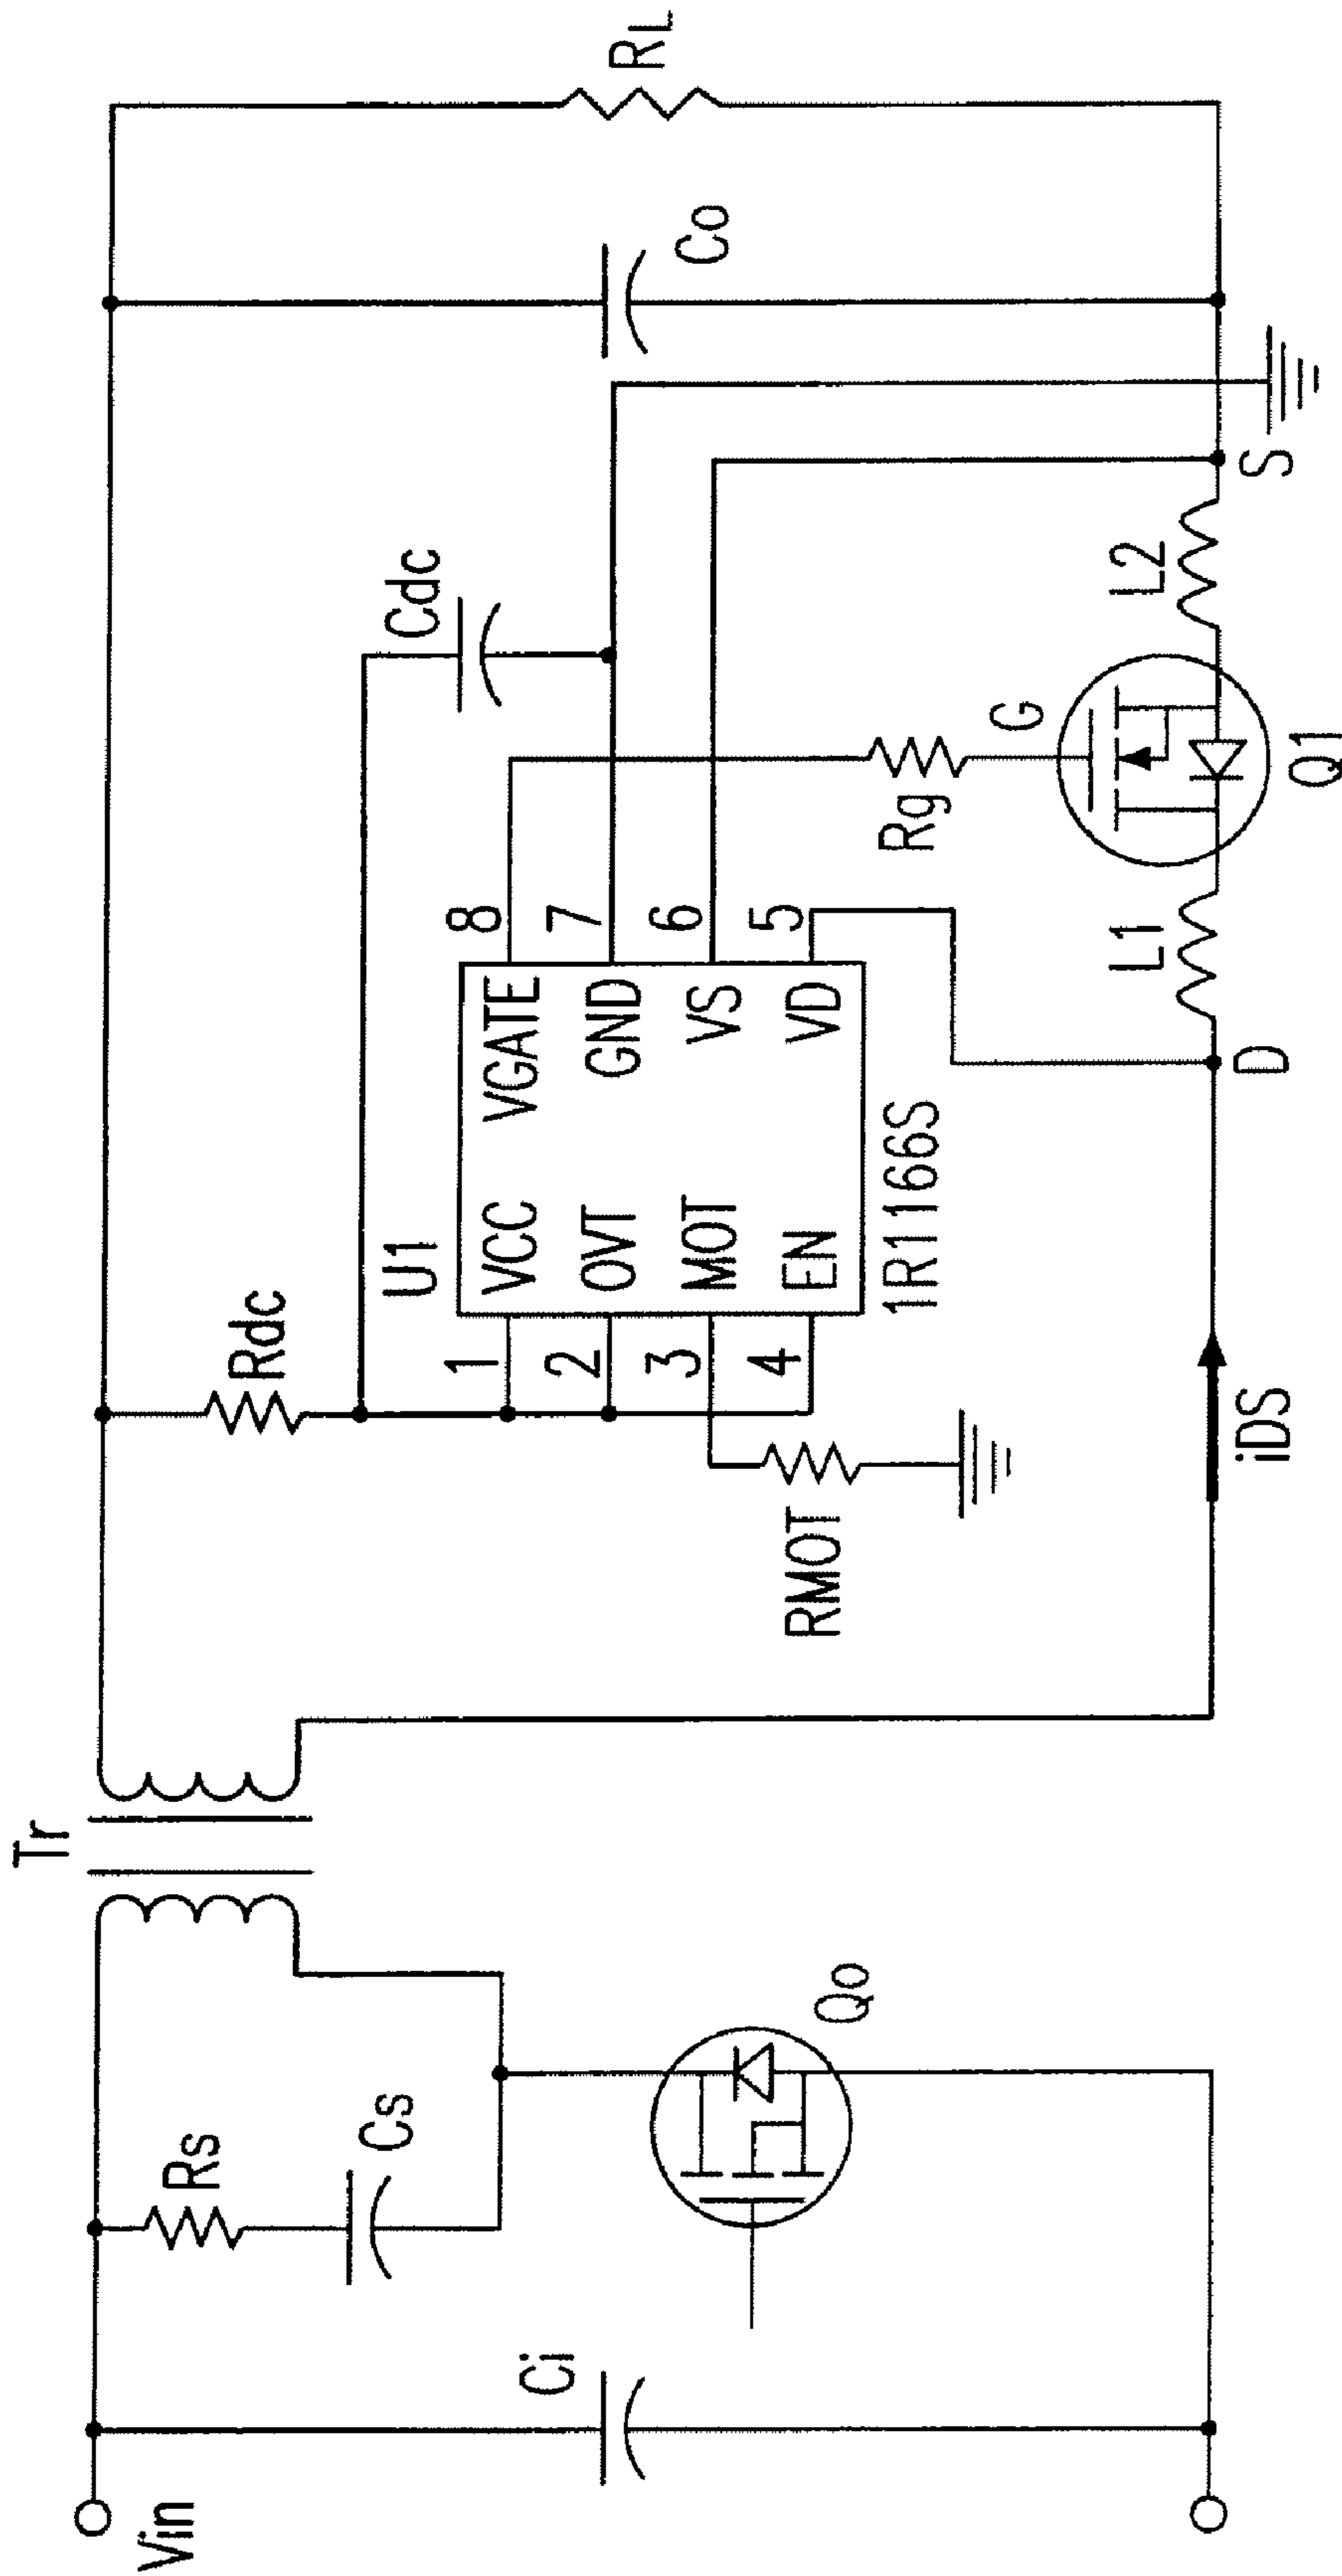 Vin
Ci
Rs
Cs
Qo
Tr
Rdc
U1
1
2
3
4
VCC
OVT
MOT
EN
VGATE
GND
VS
VD
8
7
6
5
1R1166S
RMOT
Cdc
Rg
G
D
iDS
L1
Q1
L2
S
Co
RL